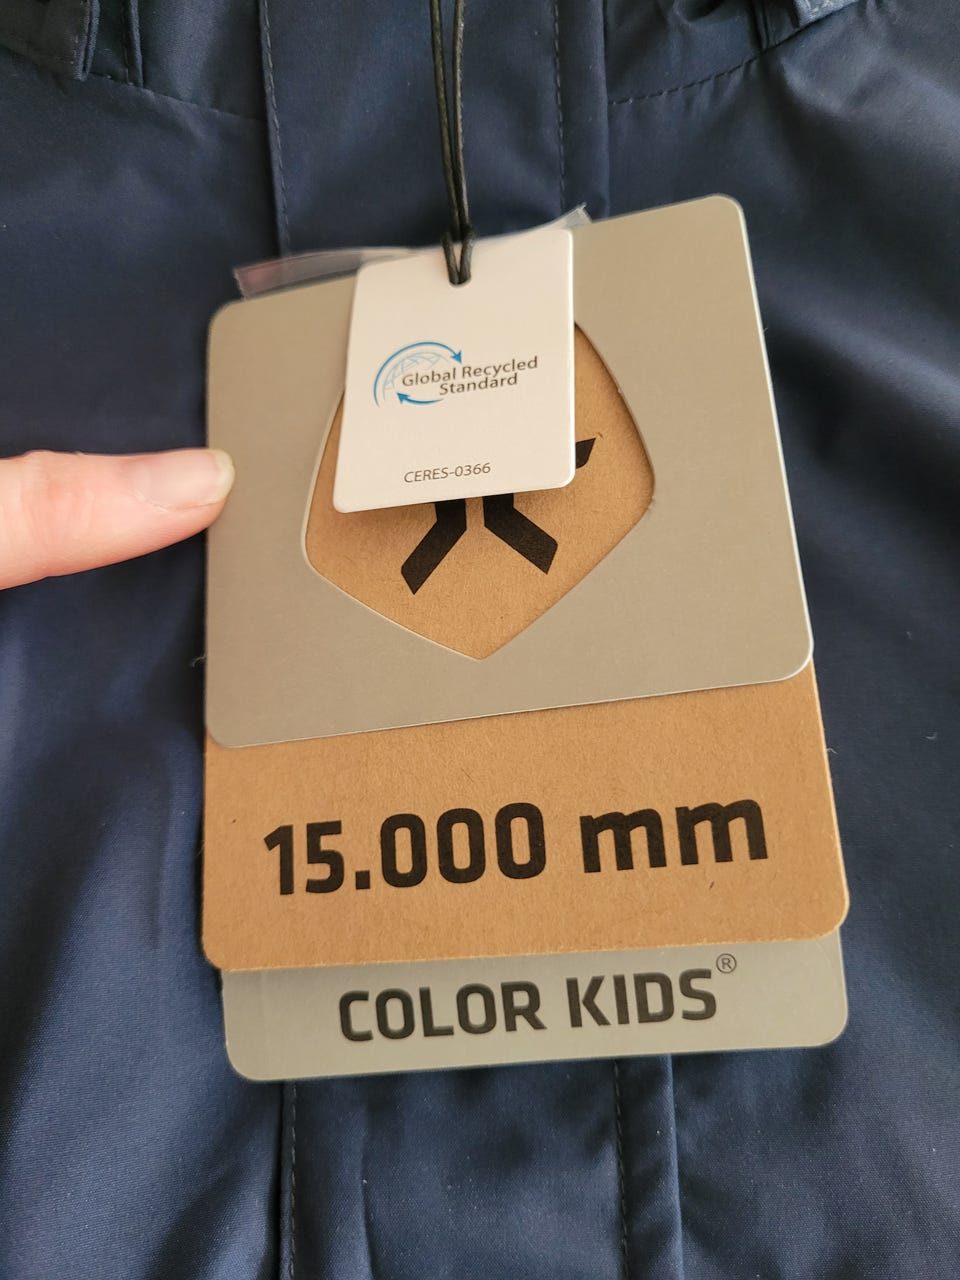 Global Recycled
Standard
CERES-0366
15.000 mm
COLOR KIDS®